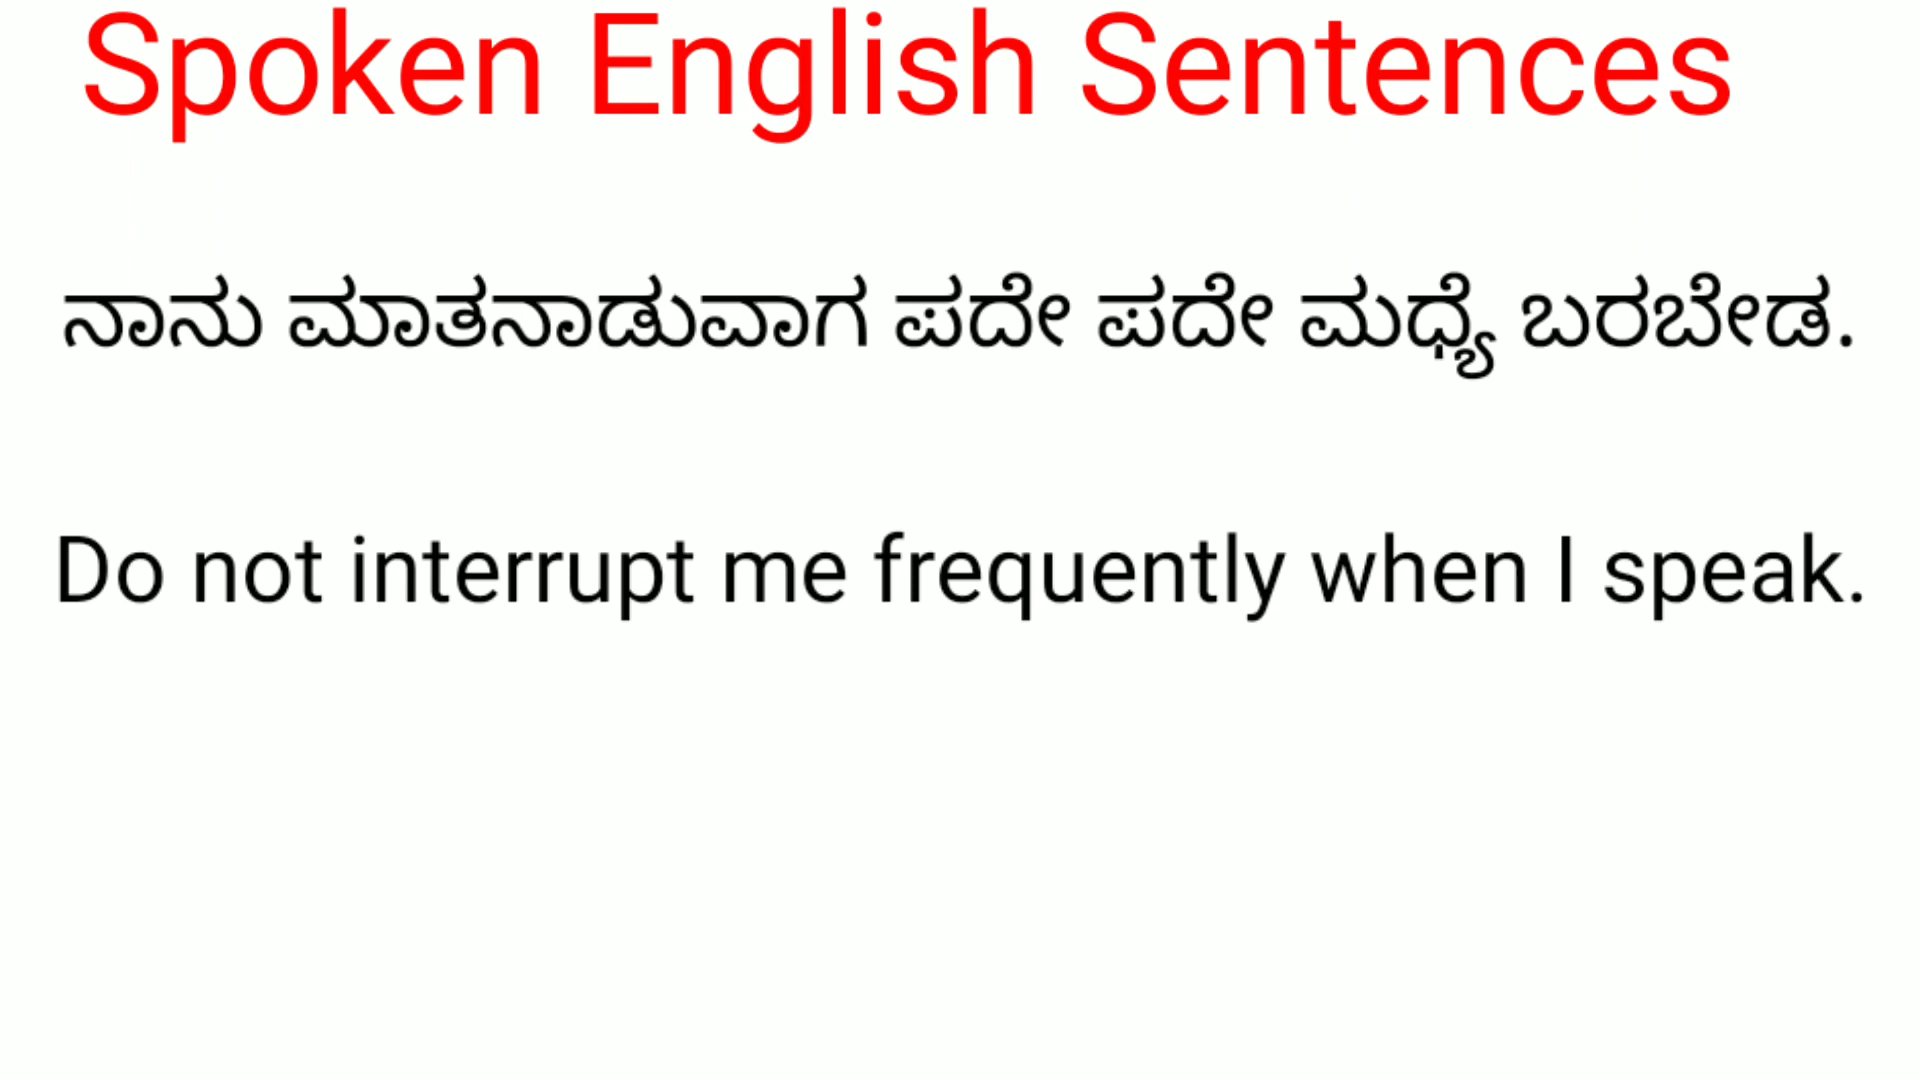 Spoken English Sentences
ನಾನು ಮಾತನಾಡುವಾಗ ಪದೇ ಪದೇ ಮಧ್ಯೆ ಬರಬೇಡ.
Do not interrupt me frequently when I speak.